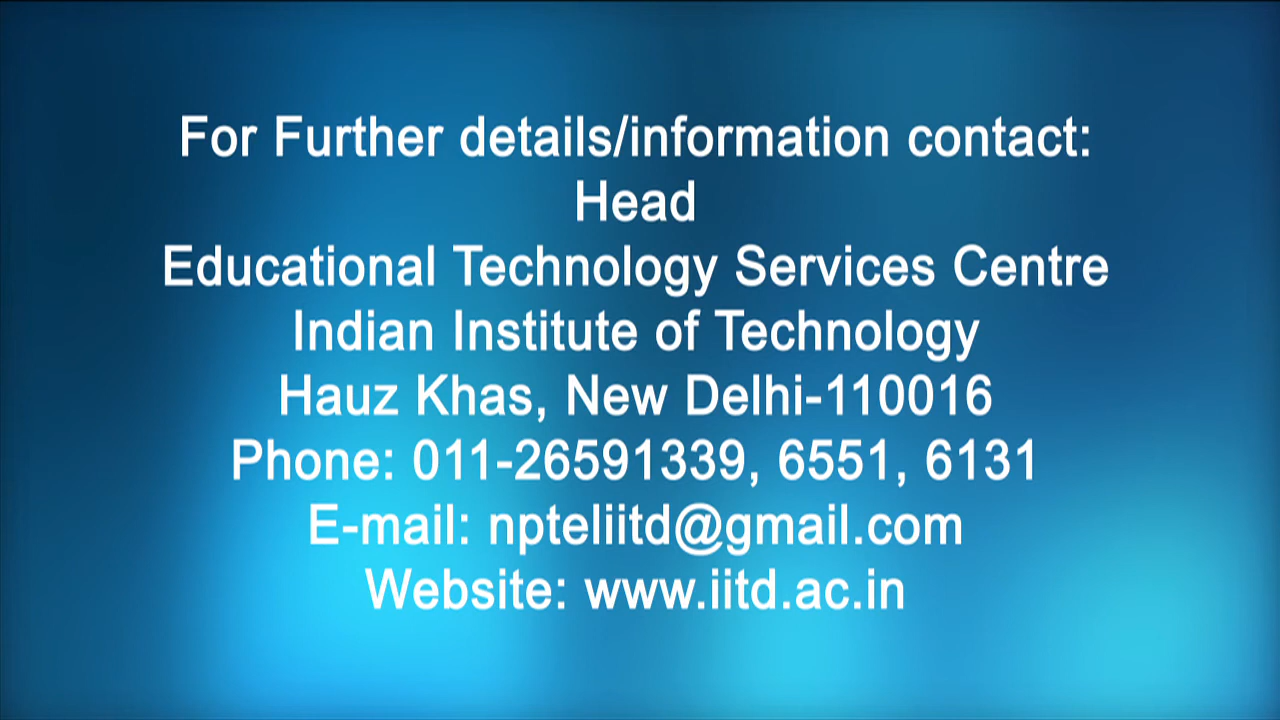 For Further details/information contact:
Head
Educational Technology Services Centre
Indian Institute of Technology
Hauz Khas, New Delhi-110016
Phone: 011-26591339, 6551, 6131
E-mail: npteliitd@gmail.com
Website: www.iitd.ac.in